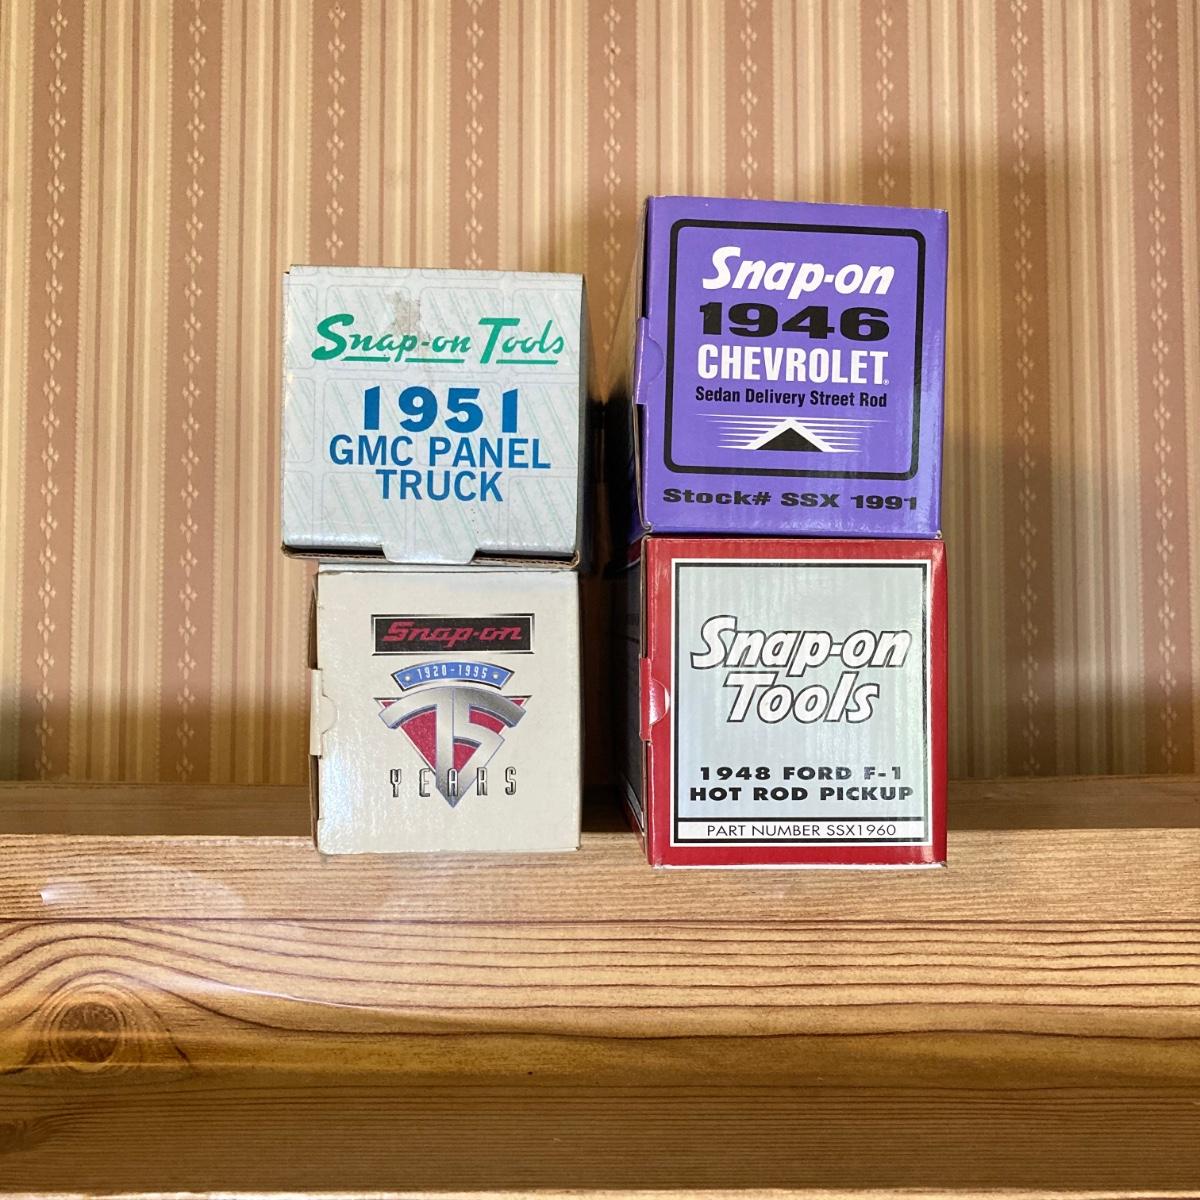 Snap-on Tools
1951
GMC PANEL
TRUCK
Snap-on
1946
CHEVROLET®
Sedan Delivery Street Rod
Stock# SSX 1991
Snap-on
1920-1995
75
YEARS
Snap-on
Tools
1948 FORD F-1
HOT ROD PICKUP
PART NUMBER SSX1960